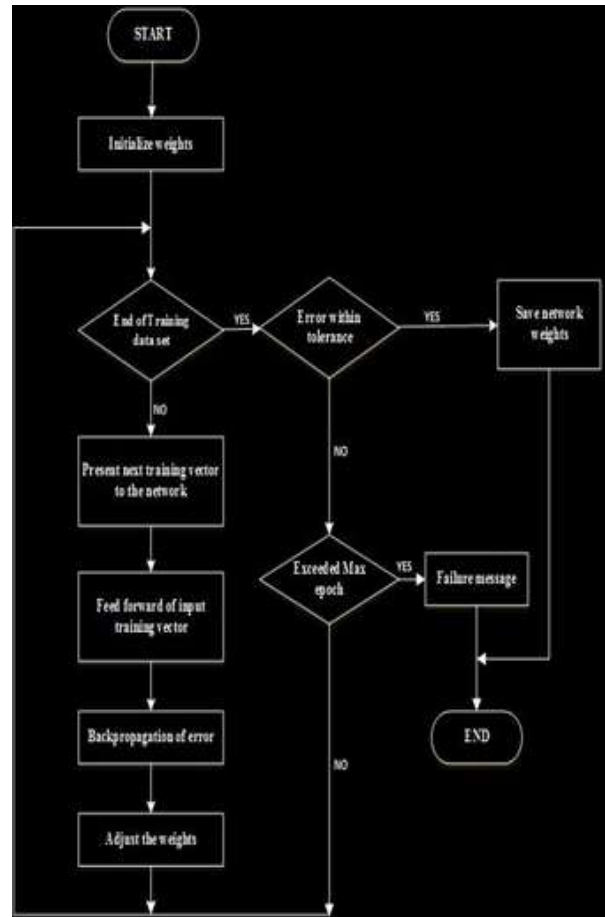 START
Initialize weights
End of Training
data set
YES
Error within
tolerance
YES
Save network
weights
NO
Present next training vector
to the network
NO
Exceeded Max
epoch
YES
Failure message
Feed forward of input
training vector
Backpropagation of error
END
NO
Adjust the weights